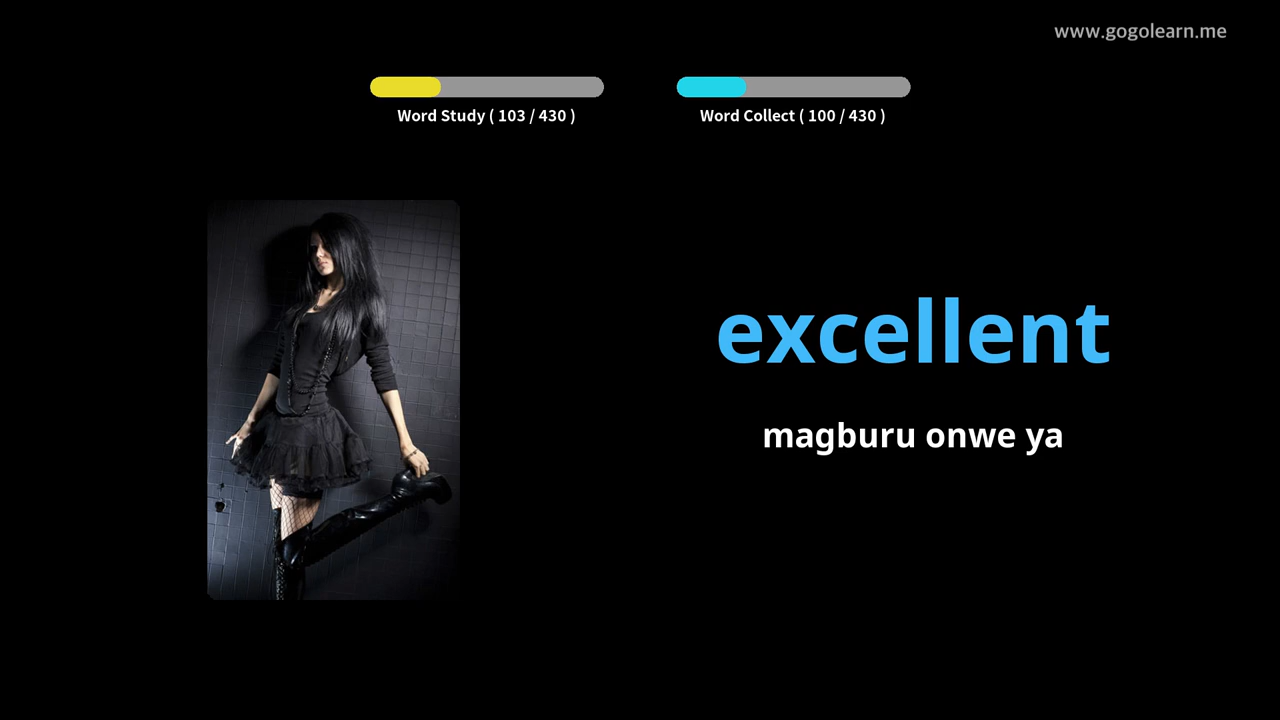 www.gogolearn.me
Word Study ( 103 / 430 )
Word Collect ( 100 / 430 )
excellent
magburu onwe ya